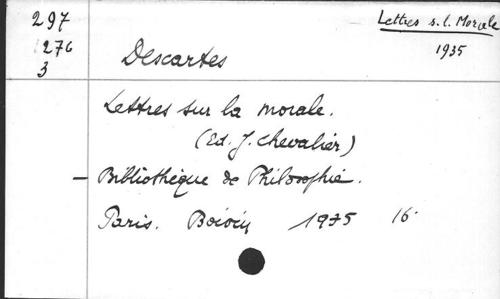 297
276
3
Lettres s. l. Morale
1935
Descartes
Lettres sur la morale.
(Ed. J. Chevalier)
— Bibliothèque de Philosophie.
Paris. Boivin 1935 16·